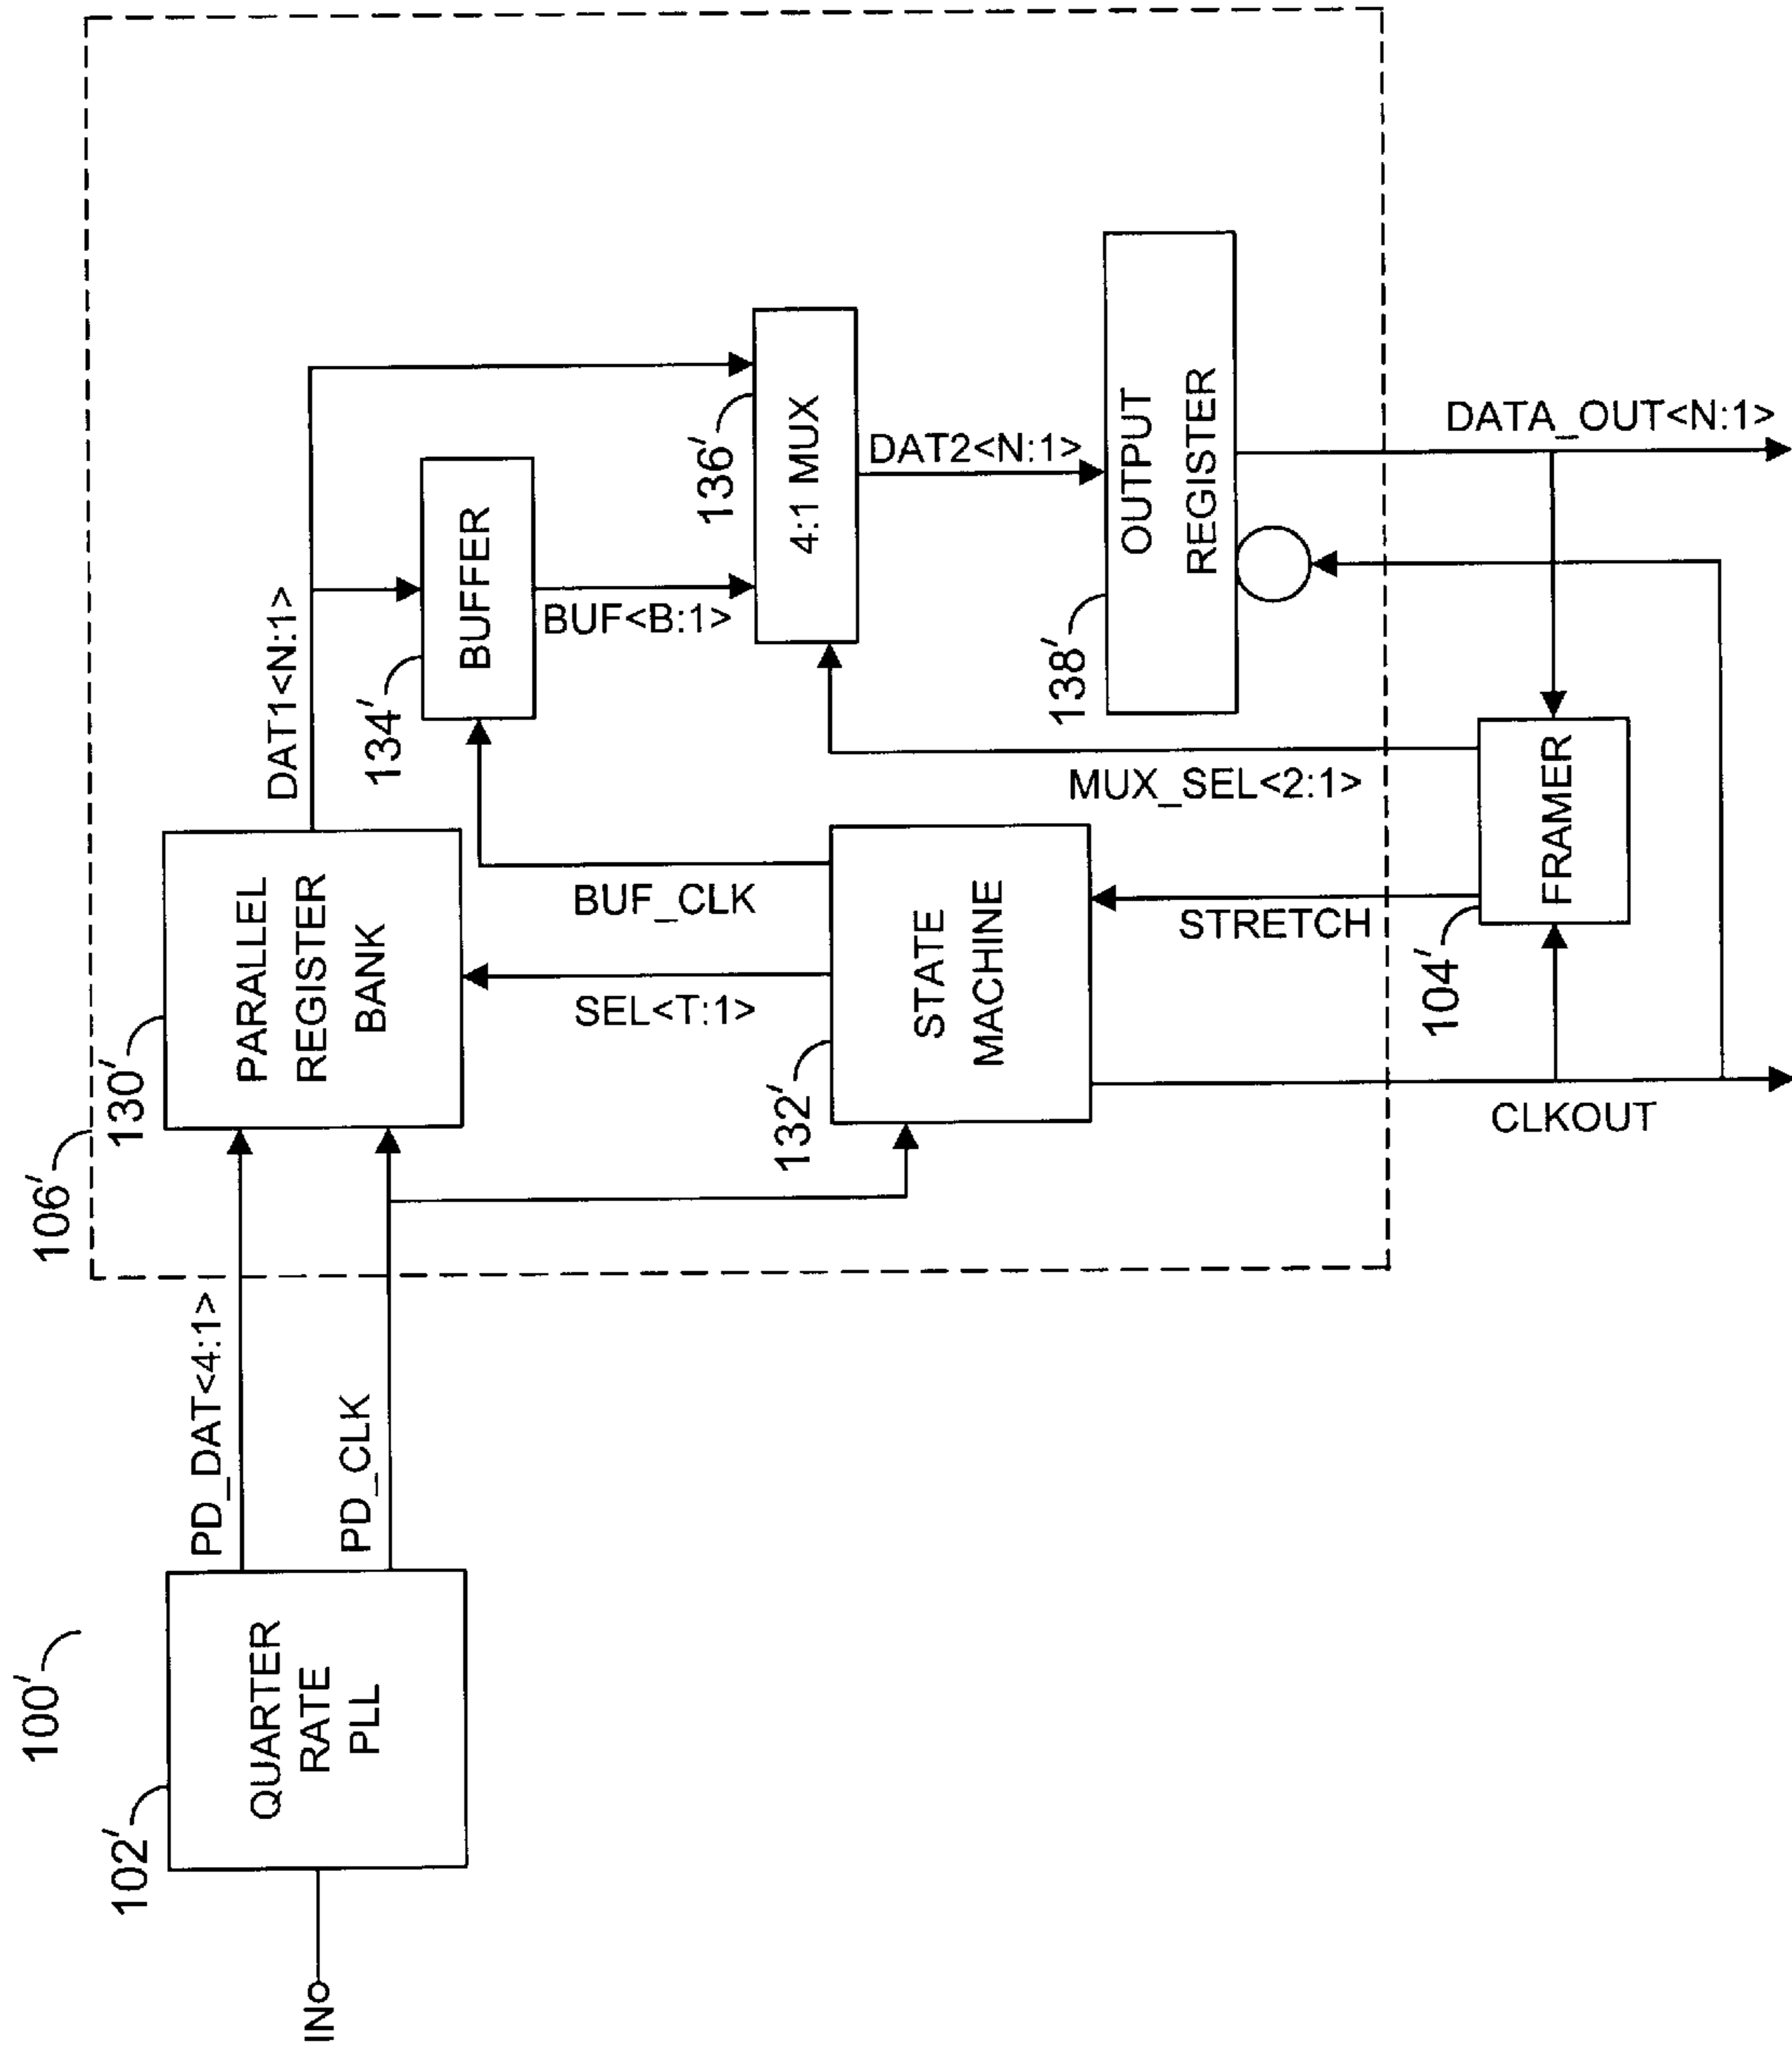 100′
102′
QUARTER
RATE
PLL
IN
PD_DAT<4:1>
PD_CLK
106′
130′
PARALLEL
REGISTER
BANK
DAT1<N:1>
134′
BUFFER
BUF_CLK
BUF<B:1>
SEL<T:1>
132′
STATE
MACHINE
136′
4:1 MUX
DAT2<N:1>
138′
OUTPUT
REGISTER
MUX_SEL<2:1>
STRETCH
104′
FRAMER
DATA_OUT<N:1>
CLKOUT